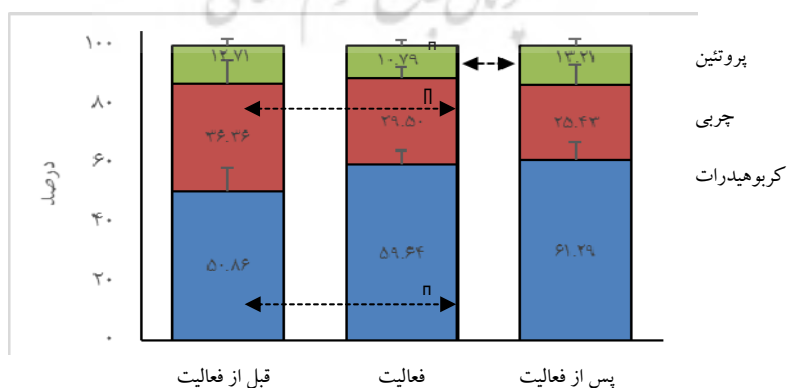 ۱۰۰
۸۰
۶۰
۴۰
۲۰
۰
درصد
۱۲.۷۱
۱۰.۷۹
۱۳.۲۱
۳۶.۳۶
۲۹.۵۰
۲۵.۴۳
۵۰.۸۶
۵۹.۶۴
۶۱.۲۹
پروتئین
چربی
کربوهیدرات
قبل از فعالیت
فعالیت
پس از فعالیت